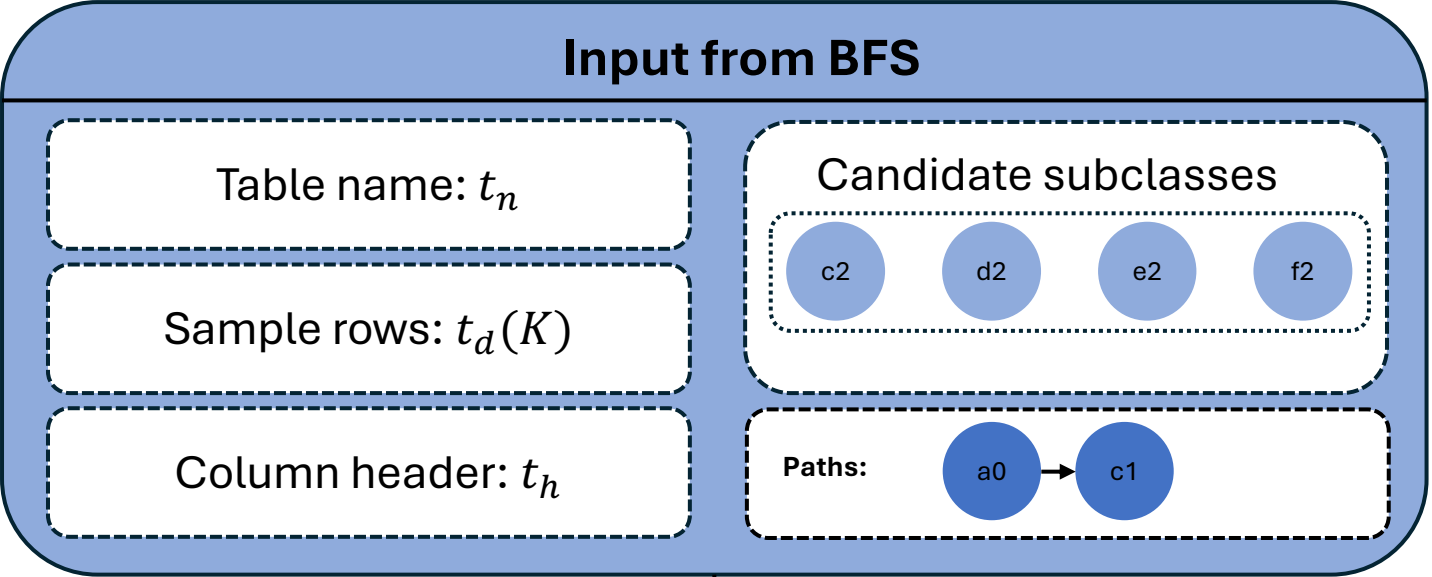 Input from BFS
Table name: tₙ
Sample rows: t_d(K)
Column header: tₕ
Candidate subclasses
c2 d2 e2 f2
Paths: a0 c1